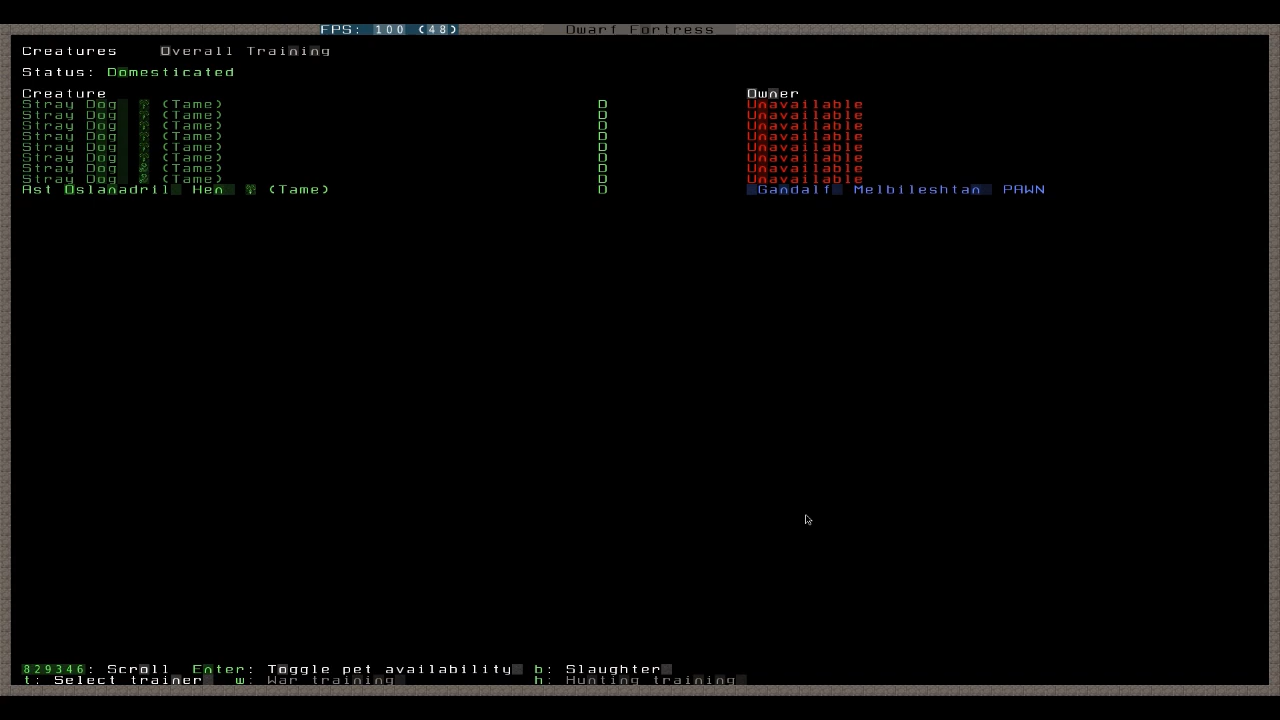 FPS: 100 (48) Dwarf Fortress
Creatures Overall Training
Status: Domesticated
Creature Owner
Stray Dog ♀ (Tame) D Unavailable
Stray Dog ♀ (Tame) D Unavailable
Stray Dog ♀ (Tame) D Unavailable
Stray Dog ♀ (Tame) D Unavailable
Stray Dog ♀ (Tame) D Unavailable
Stray Dog ♀ (Tame) D Unavailable
Stray Dog ♂ (Tame) D Unavailable
Stray Dog ♂ (Tame) D Unavailable
Ast Oslanadril Hen ♀ (Tame) D Gandalf Melbileshtan PAWN
829346: Scroll Enter: Toggle pet availability b: Slaughter
t: Select trainer w: War training h: Hunting training